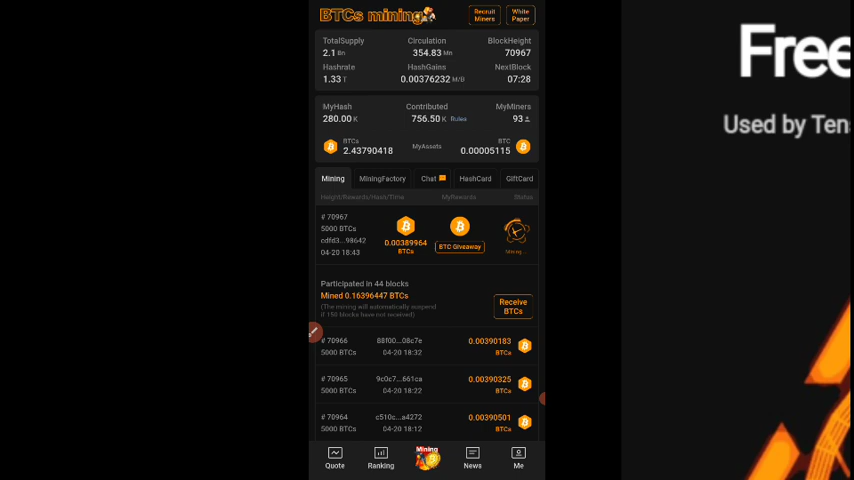 BTCs mining
Recruit Miners
White Paper
TotalSupply Circulation BlockHeight
2.1 Bn 354.83 Mn 70967
Hashrate HashGains NextBlock
1.33 T 0.00376232 M/B 07:28
MyHash Contributed MyMiners
280.00 K 756.50 K Rules 93
BTCs MyAssets BTC
2.43790418 0.00005115
Mining MiningFactory Chat HashCard GiftCard
Height/Rewards/Hash/Time MyRewards Status
# 70967
5000 BTCs
cdfd3...98642
04-20 18:43
0.00389964
BTCs
BTC Giveaway
Mining...
Participated in 44 blocks
Mined 0.16396447 BTCs
(The mining will automatically suspend
if 150 blocks have not received)
Receive
BTCs
# 70966 88f00...08c7e 0.00390183
5000 BTCs 04-20 18:32 BTCs
# 70965 9c0c7...661ca 0.00390325
5000 BTCs 04-20 18:22 BTCs
# 70964 c510c...a4272 0.00390501
5000 BTCs 04-20 18:12 BTCs
Quote Ranking Mining News Me
Free
Used by Tens